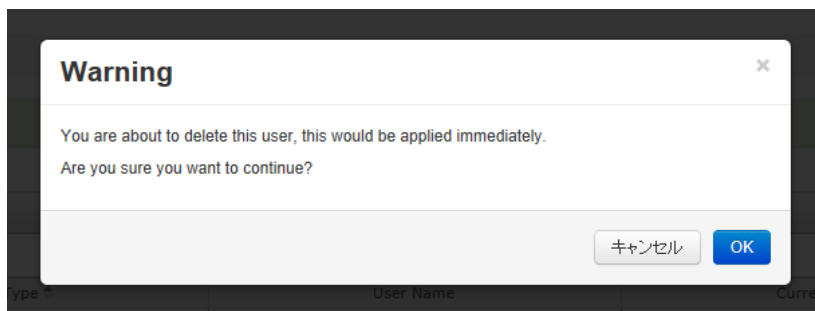 Warning
×
You are about to delete this user, this would be applied immediately.
Are you sure you want to continue?
キャンセル OK
Type User Name Curre